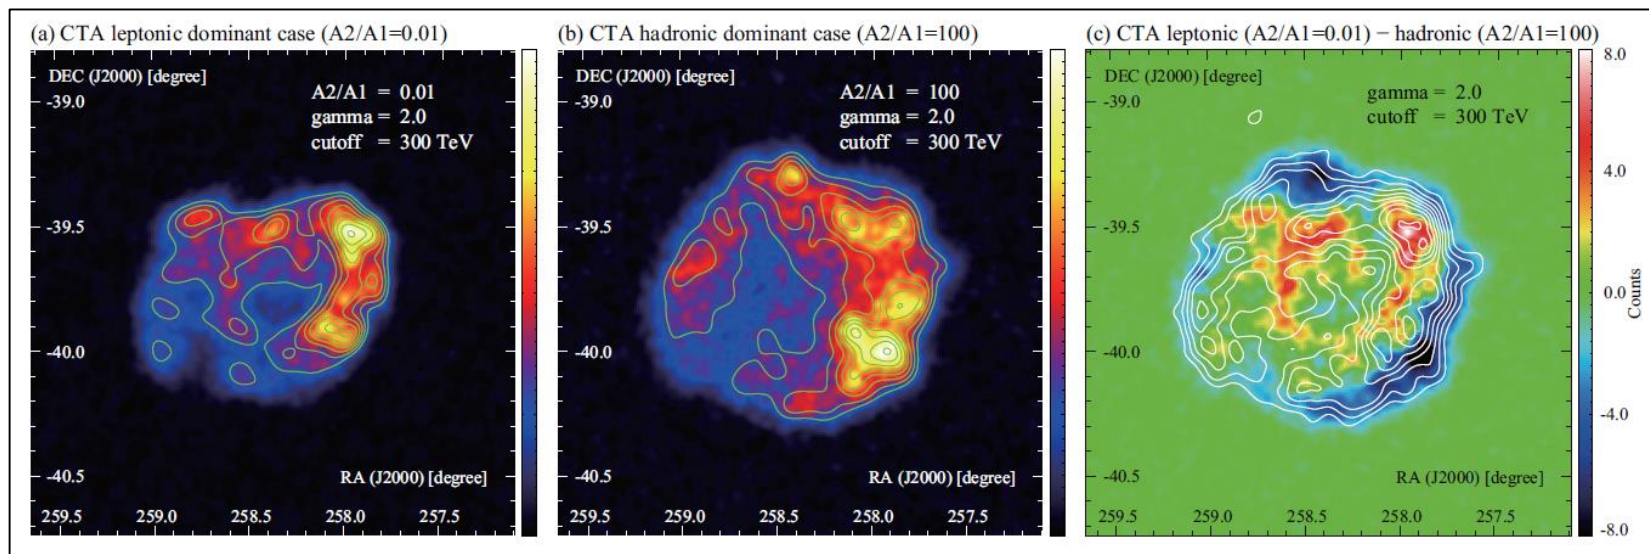 (a) CTA leptonic dominant case (A2/A1=0.01)
DEC (J2000) [degree]
A2/A1 = 0.01
gamma = 2.0
cutoff = 300 TeV
-39.0
-39.5
-40.0
-40.5
RA (J2000) [degree]
259.5 259.0 258.5 258.0 257.5
(b) CTA hadronic dominant case (A2/A1=100)
DEC (J2000) [degree]
A2/A1 = 100
gamma = 2.0
cutoff = 300 TeV
-39.0
-39.5
-40.0
-40.5
RA (J2000) [degree]
259.5 259.0 258.5 258.0 257.5
(c) CTA leptonic (A2/A1=0.01) − hadronic (A2/A1=100)
DEC (J2000) [degree]
gamma = 2.0
cutoff = 300 TeV
-39.0
-39.5
-40.0
-40.5
RA (J2000) [degree]
259.5 259.0 258.5 258.0 257.5
8.0
4.0
0.0
-4.0
-8.0
Counts